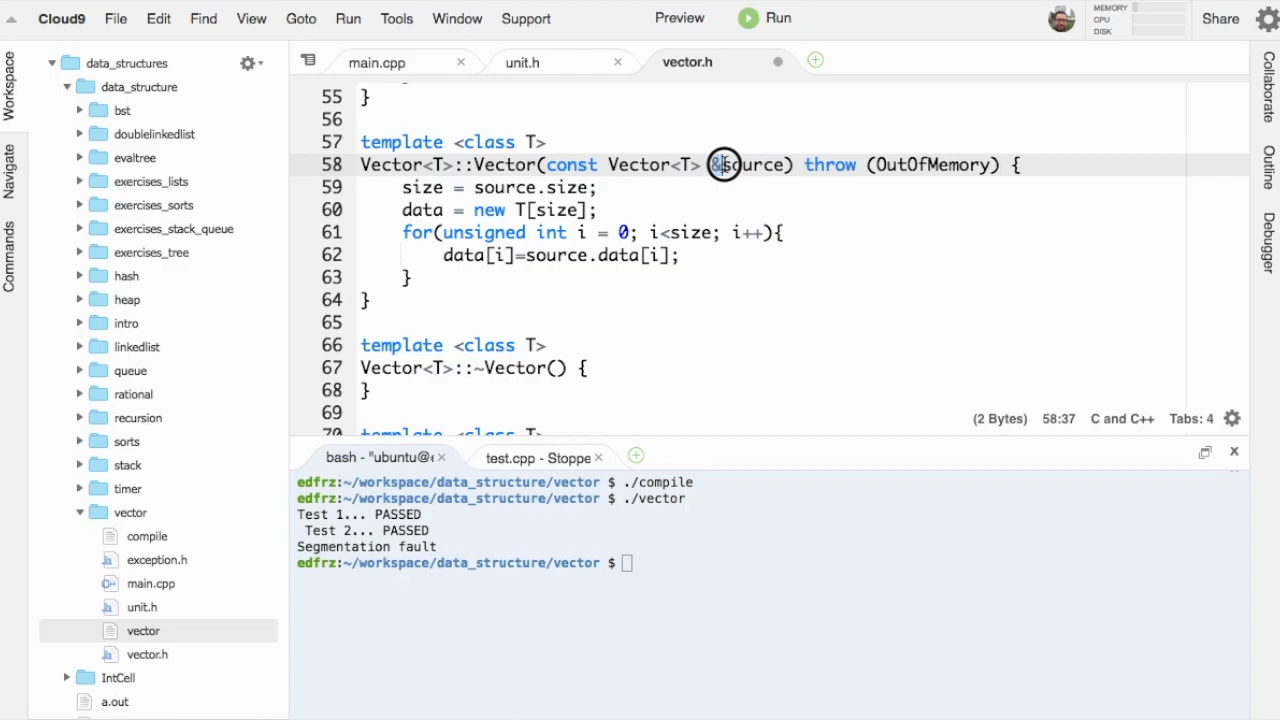 Cloud9 File Edit Find View Goto Run Tools Window Support Preview Run MEMORY CPU DISK Share
Workspace
Navigate
Commands
data_structures
data_structure
bst
doublelinkedlist
evaltree
exercises_lists
exercises_sorts
exercises_stack_queue
exercises_tree
hash
heap
intro
linkedlist
queue
rational
recursion
sorts
stack
timer
vector
compile
exception.h
main.cpp
unit.h
vector
vector.h
IntCell
a.out
main.cpp unit.h vector.h
55 }
56
57 template <class T>
58 Vector<T>::Vector(const Vector<T> &source) throw (OutOfMemory) {
59 size = source.size;
60 data = new T[size];
61 for(unsigned int i = 0; i<size; i++){
62 data[i]=source.data[i];
63 }
64 }
65
66 template <class T>
67 Vector<T>::~Vector() {
68 }
69
70 template <class T>
(2 Bytes) 58:37 C and C++ Tabs: 4
bash - "ubuntu@e test.cpp - Stoppe
edfrz:~/workspace/data_structure/vector $ ./compile
edfrz:~/workspace/data_structure/vector $ ./vector
Test 1... PASSED
Test 2... PASSED
Segmentation fault
edfrz:~/workspace/data_structure/vector $
Collaborate
Outline
Debugger